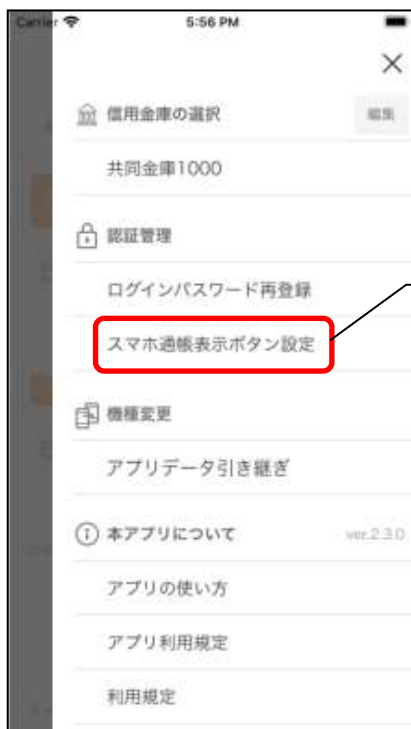 Carrier 5:56 PM
信用金庫の選択 編集
共同金庫1000
認証管理
ログインパスワード再登録
スマホ通帳表示ボタン設定
機種変更
アプリデータ引き継ぎ
本アプリについて ver.2.3.0
アプリの使い方
アプリ利用規定
利用規定